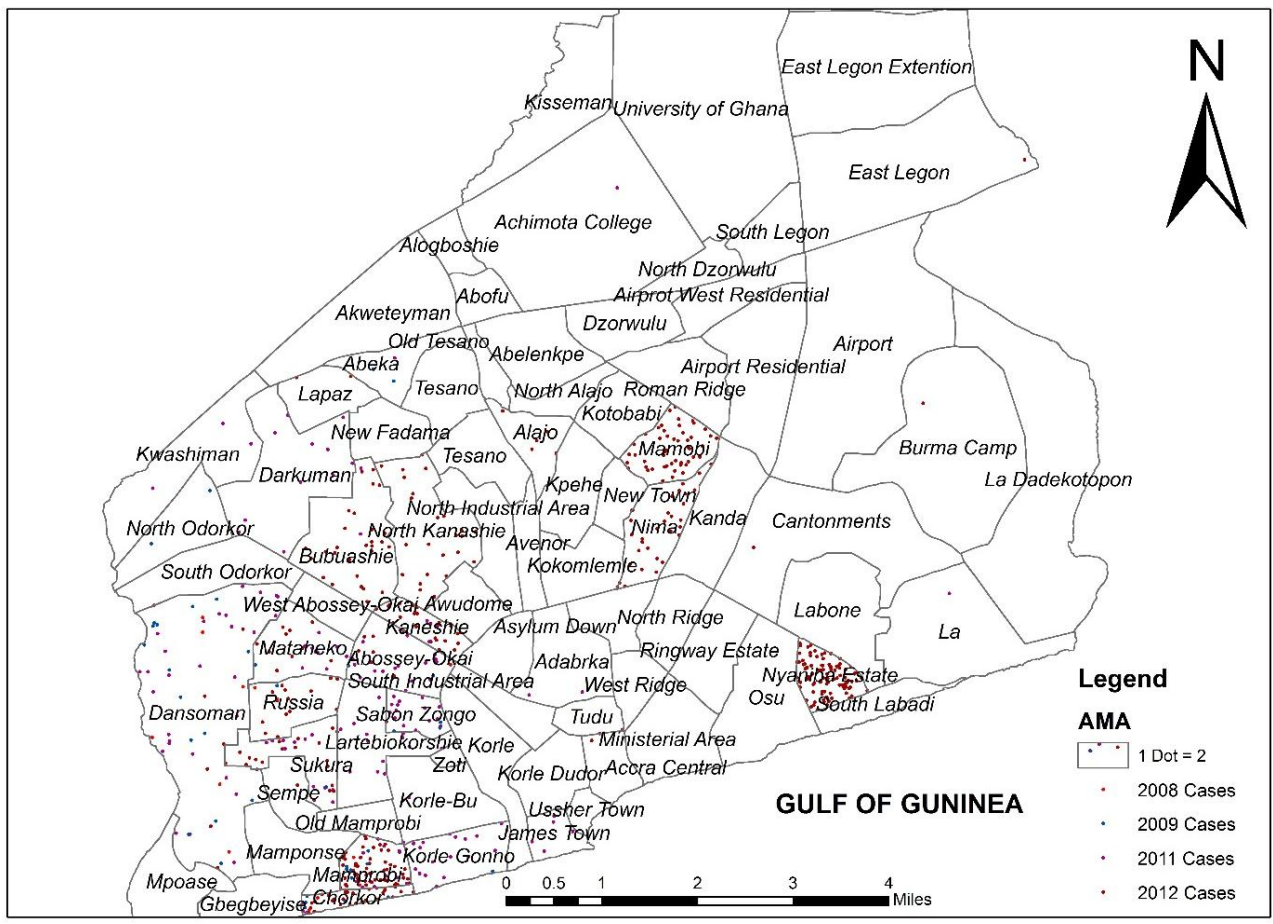 N
East Legon Extention
Kisseman
University of Ghana
East Legon
Achimota College
South Legon
Alogboshie
North Dzorwulu
Abofu
Airprot West Residential
Akweteyman
Dzorwulu
Old Tesano
Airport
Abeka
Abelenkpe
Airport Residential
Lapaz
Tesano
North Alajo
Roman Ridge
Kotobabi
New Fadama
Alajo
Mamobi
Burma Camp
Kwashiman
Tesano
Darkuman
La Dadekotopon
Kpehe
New Town
North Industrial Area
Kanda
Cantonments
North Odorkor
North Kanashie
Nima
Avenor
Bubuashie
Kokomlemle
South Odorkor
West Abossey-Okai
Awudome
Labone
North Ridge
Kaneshie
Asylum Down
La
Mataheko
Ringway Estate
Abossey-Okai
Adabrka
Nyaniba Estate
South Industrial Area
West Ridge
Osu
Russia
South Labadi
Dansoman
Sabon Zongo
Tudu
Lartebiokorshie
Korle
Ministerial Area
Sukura
Zoti
Korle Dudor
Accra Central
Sempe
Korle-Bu
Ussher Town
Old Mamprobi
James Town
Mamponse
Korle Gonno
Mpoase
Mamprobi
Gbegbeyise
Chorkor
GULF OF GUNINEA
0 0.5 1 2 3 4
Miles
Legend
AMA
1 Dot = 2
2008 Cases
2009 Cases
2011 Cases
2012 Cases